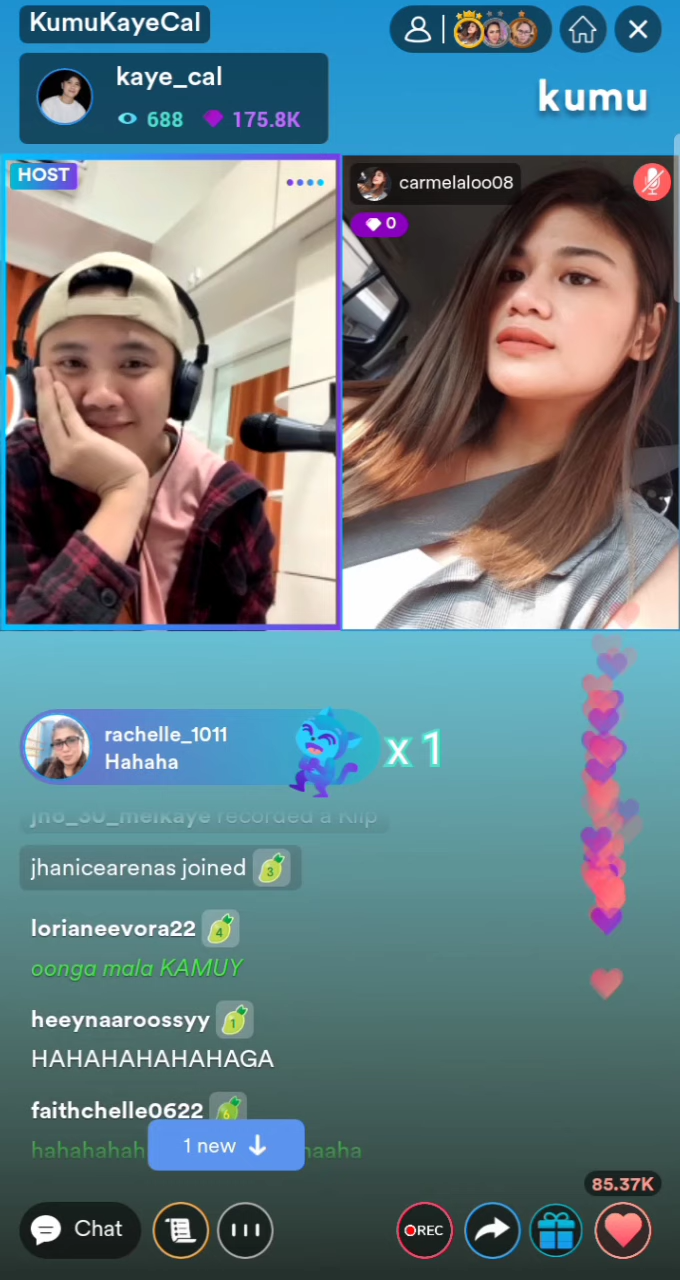 KumuKayeCal
kaye_cal
688
175.8K
kumu
HOST
carmelaloo08
0
rachelle_1011
Hahaha
x 1
jho_30_melkaye recorded a Klip
jhanicearenas joined 3
lorianeevora22 4
oonga mala KAMUY
heeynaaroossyy 1
HAHAHAHAHAHAGA
faithchelle0622 6
1 new
85.37K
Chat
REC